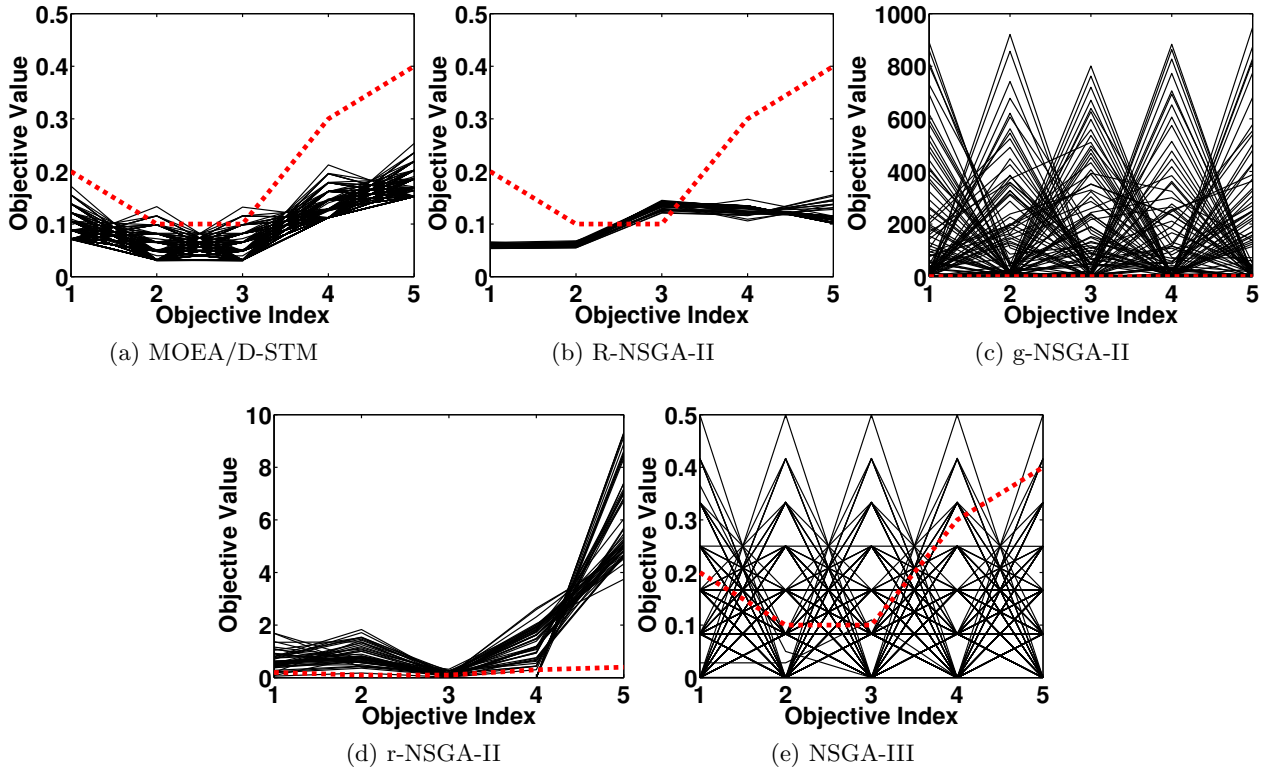 0.5
0.4
0.3
0.2
0.1
0
Objective Value
1 2 3 4 5
Objective Index
(a) MOEA/D-STM
0.5
0.4
0.3
0.2
0.1
0
Objective Value
1 2 3 4 5
Objective Index
(b) R-NSGA-II
1000
800
600
400
200
0
Objective Value
1 2 3 4 5
Objective Index
(c) g-NSGA-II
10
8
6
4
2
0
Objective Value
1 2 3 4 5
Objective Index
(d) r-NSGA-II
0.5
0.4
0.3
0.2
0.1
0
Objective Value
1 2 3 4 5
Objective Index
(e) NSGA-III